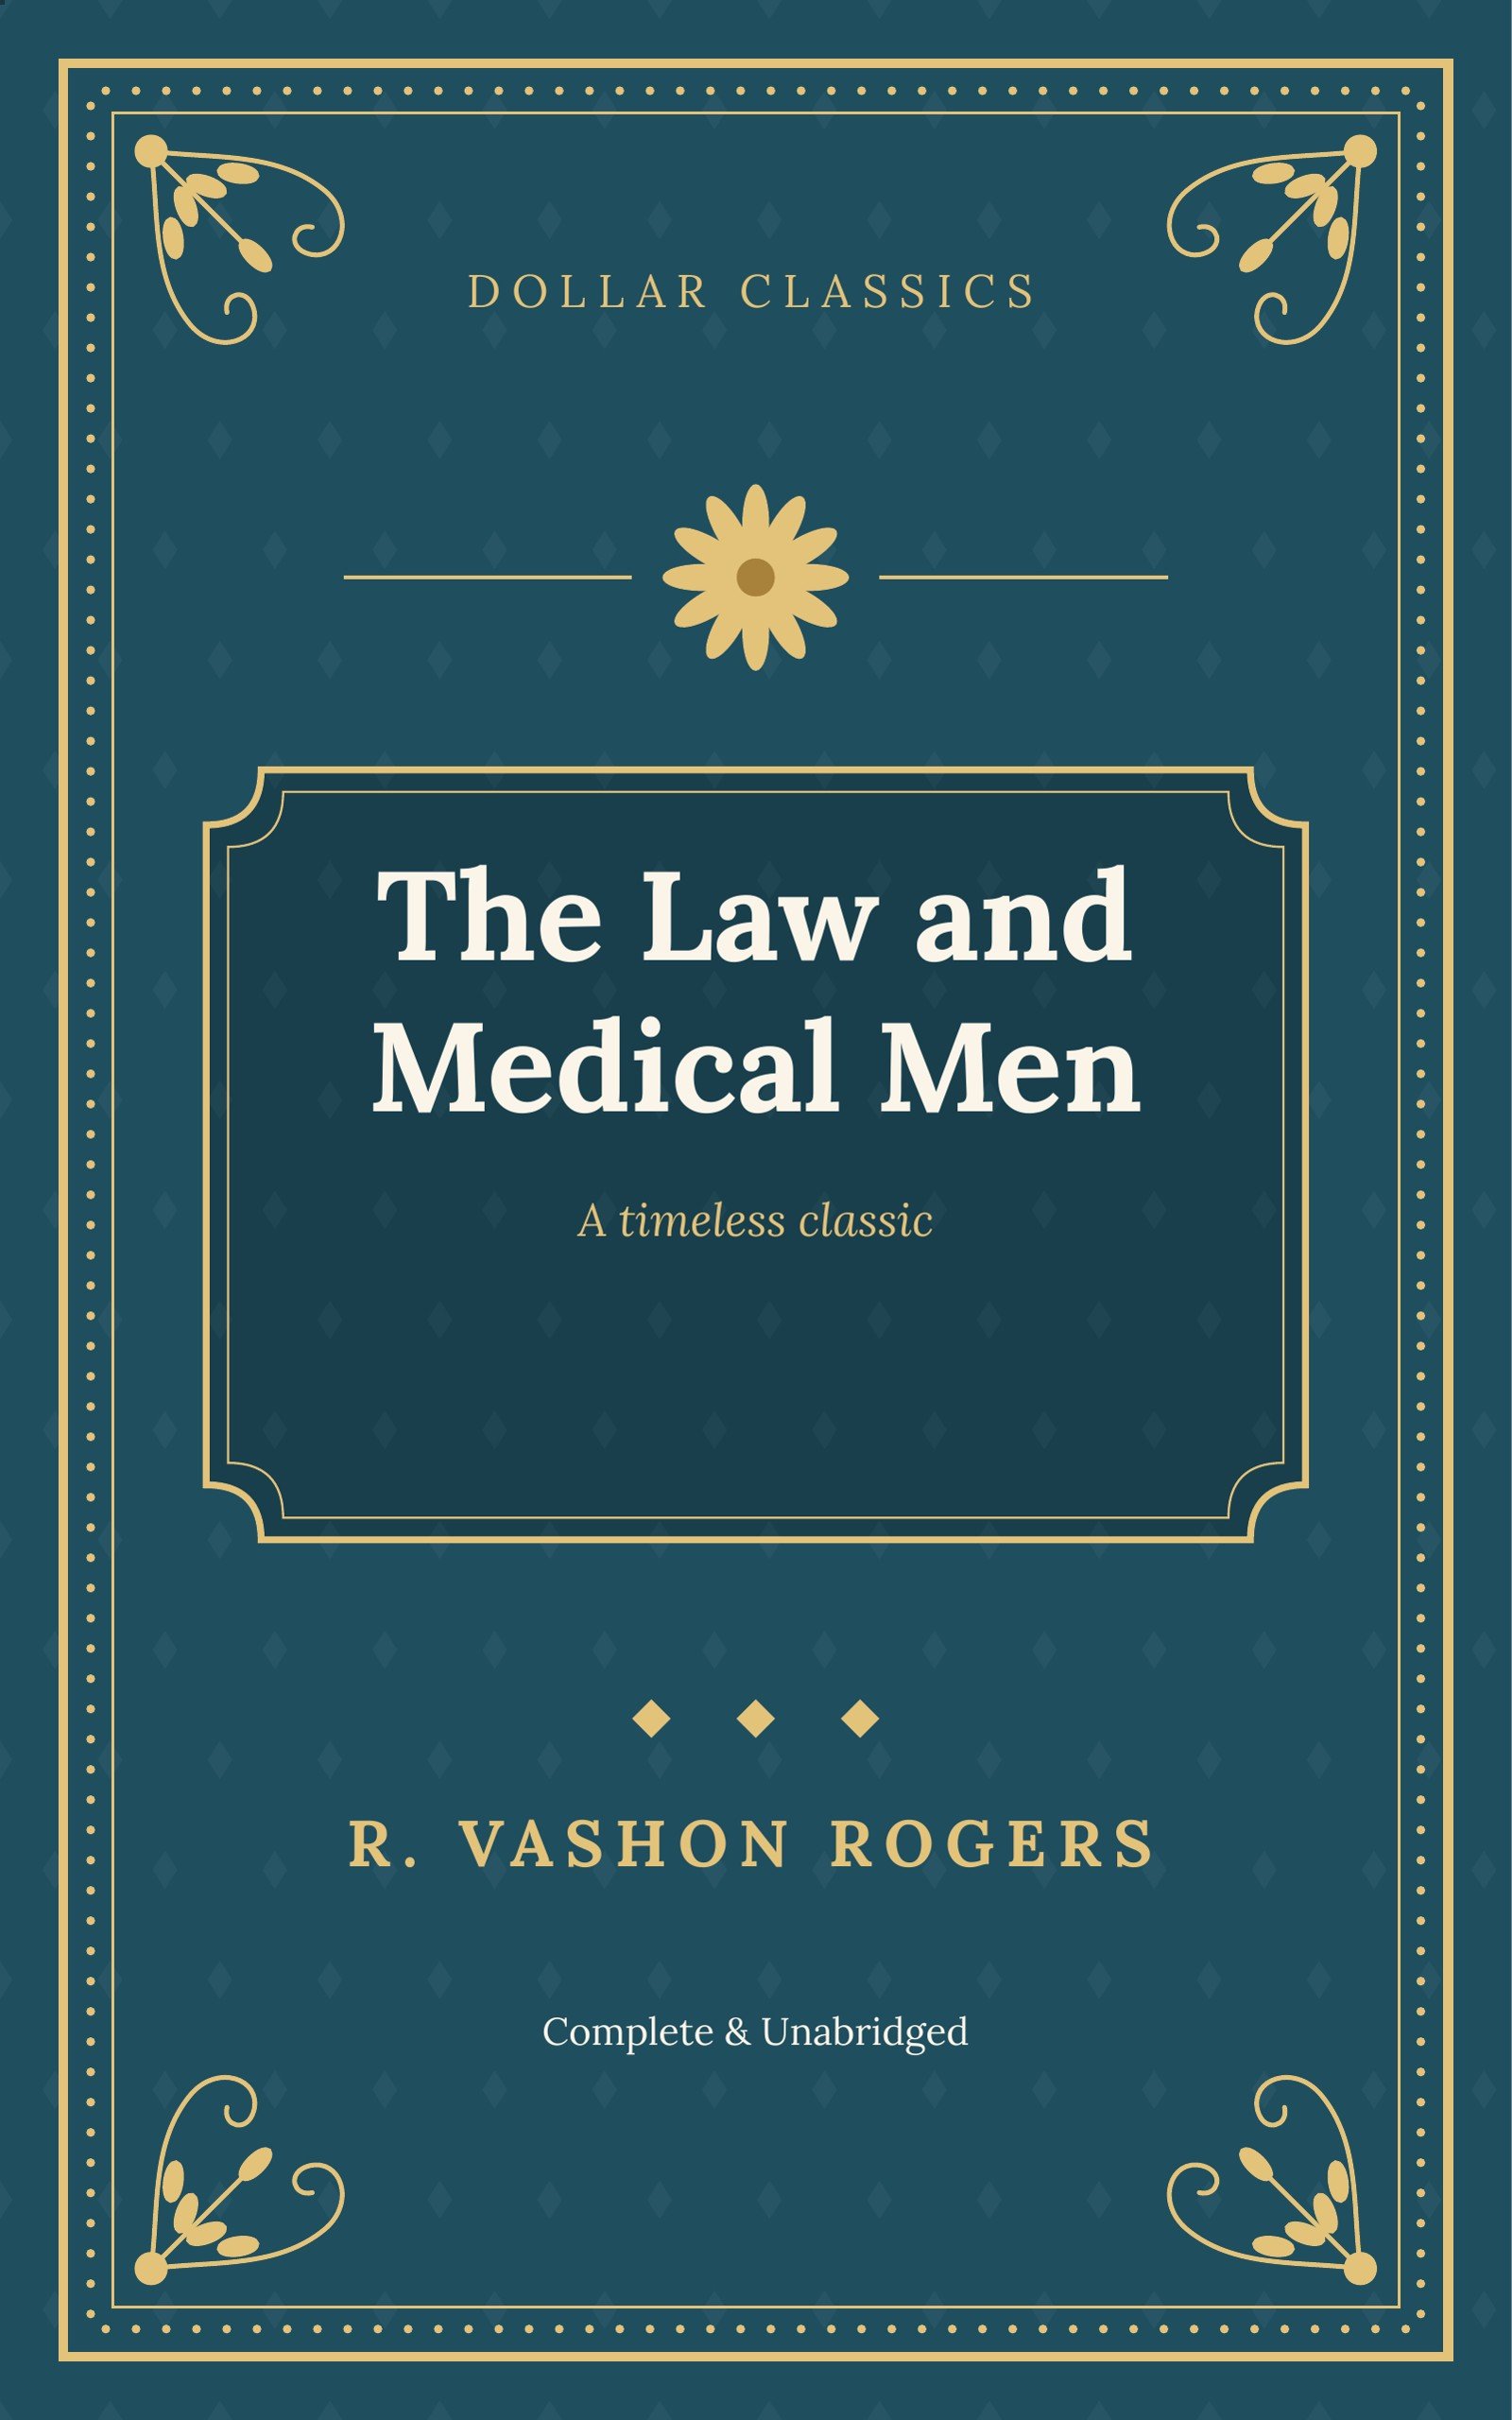 DOLLAR CLASSICS
The Law and
Medical Men
A timeless classic
R. VASHON ROGERS
Complete & Unabridged